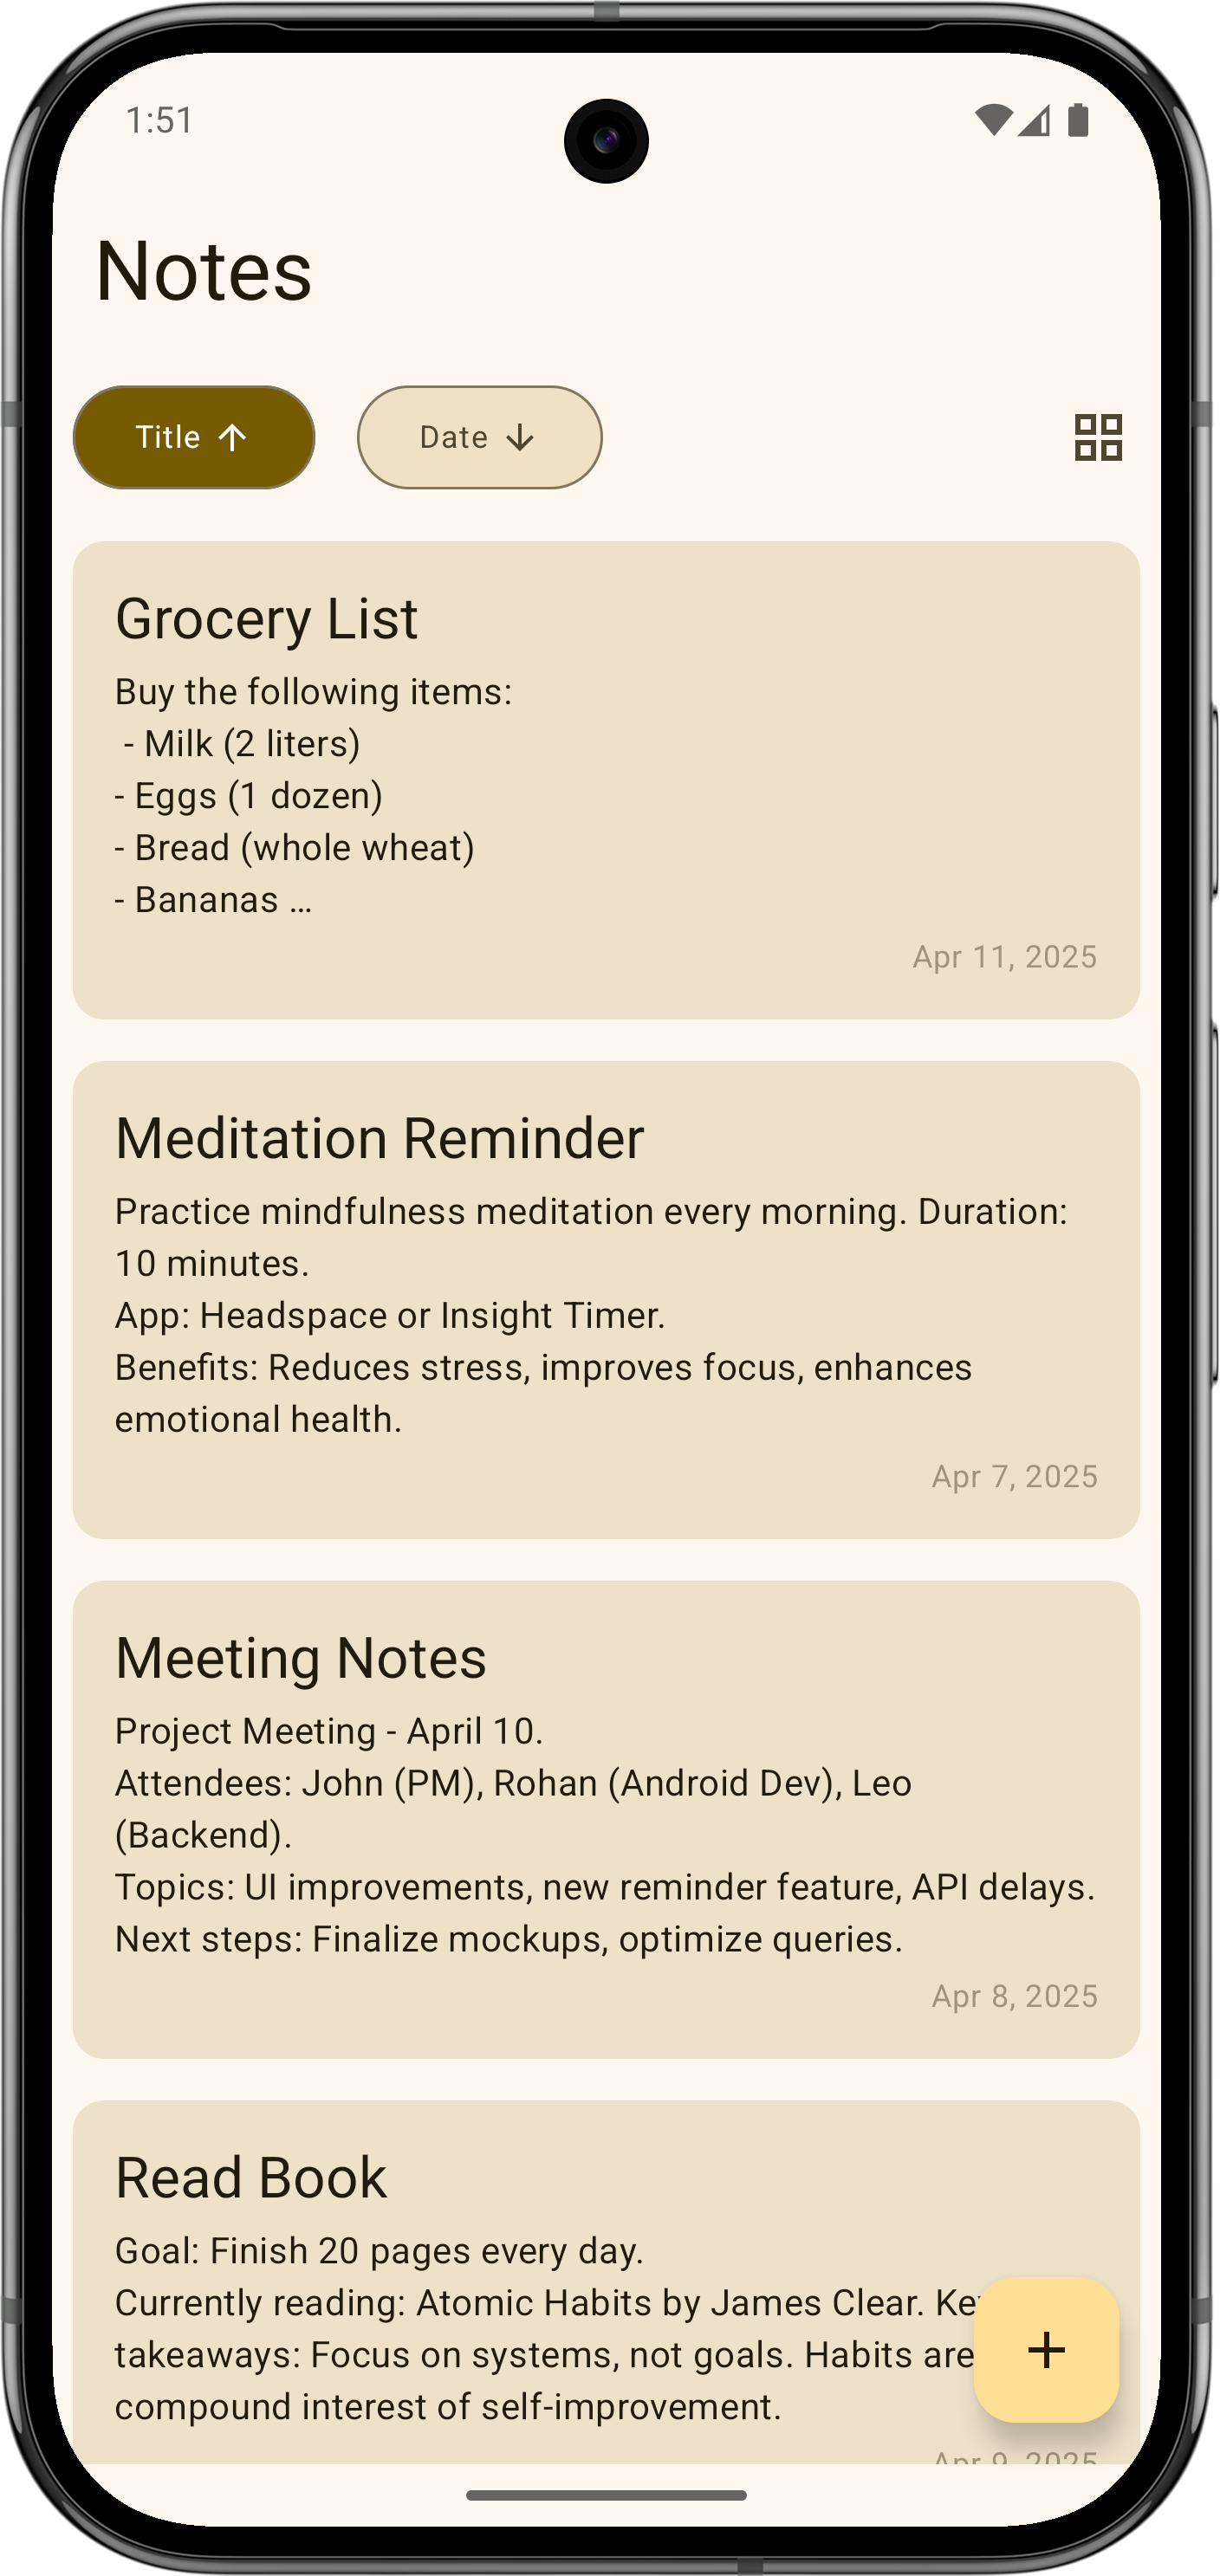 1:51
Notes
Title ↑
Date ↓
Grocery List
Buy the following items:
- Milk (2 liters)
- Eggs (1 dozen)
- Bread (whole wheat)
- Bananas …
Apr 11, 2025
Meditation Reminder
Practice mindfulness meditation every morning. Duration:
10 minutes.
App: Headspace or Insight Timer.
Benefits: Reduces stress, improves focus, enhances
emotional health.
Apr 7, 2025
Meeting Notes
Project Meeting - April 10.
Attendees: John (PM), Rohan (Android Dev), Leo
(Backend).
Topics: UI improvements, new reminder feature, API delays.
Next steps: Finalize mockups, optimize queries.
Apr 8, 2025
Read Book
Goal: Finish 20 pages every day.
Currently reading: Atomic Habits by James Clear.
takeaways: Focus on systems, not goals. Habits are
compound interest of self-improvement.
Apr 9, 2025